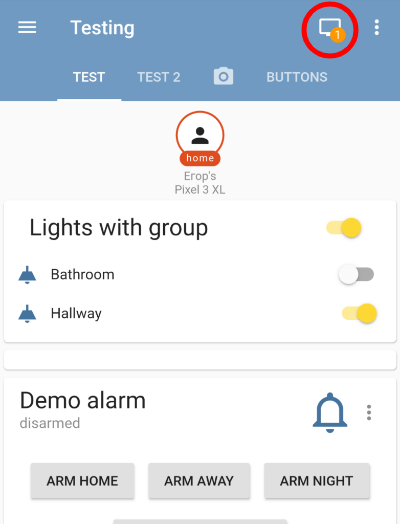 Testing
1
TEST
TEST 2
BUTTONS
home
Erop's
Pixel 3 XL
Lights with group
Bathroom
Hallway
Demo alarm
disarmed
ARM HOME
ARM AWAY
ARM NIGHT